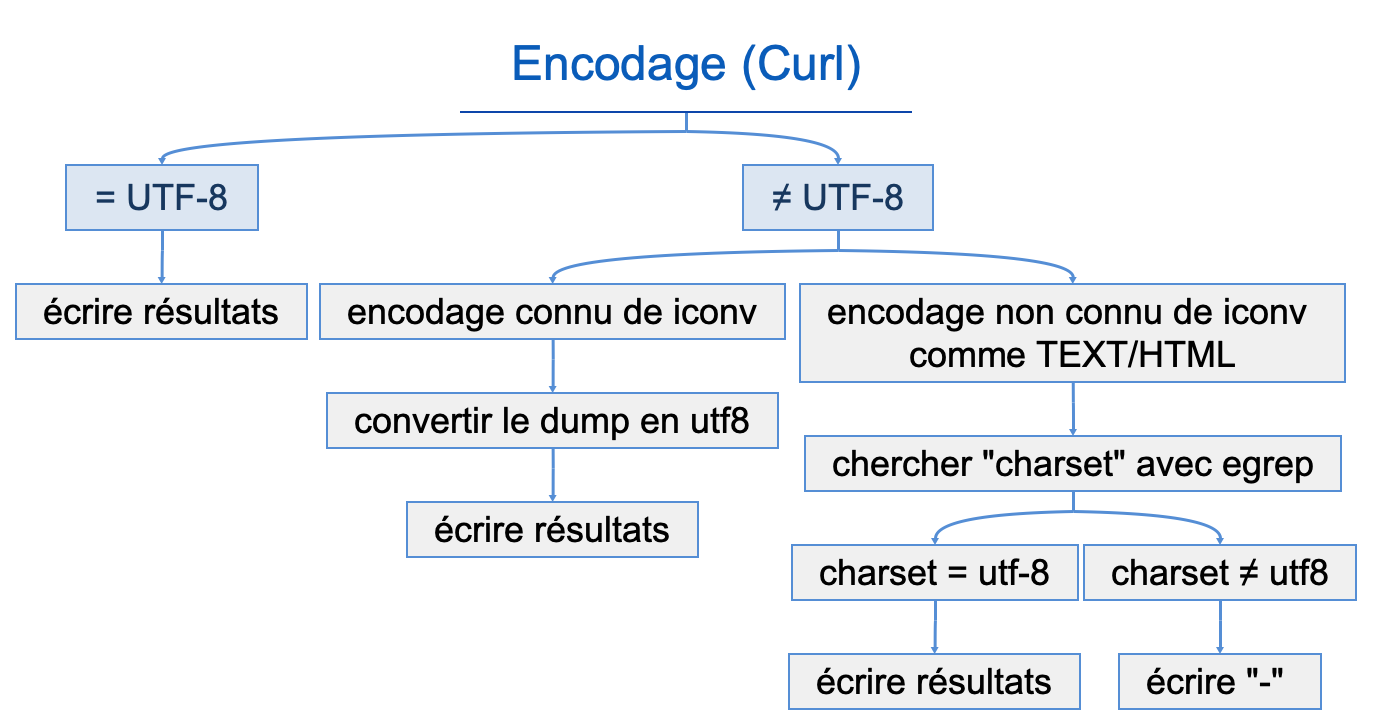 Encodage (Curl)
= UTF-8
≠ UTF-8
écrire résultats
encodage connu de iconv
encodage non connu de iconv
comme TEXT/HTML
convertir le dump en utf8
chercher "charset" avec egrep
écrire résultats
charset = utf-8
charset ≠ utf8
écrire résultats
écrire "-"